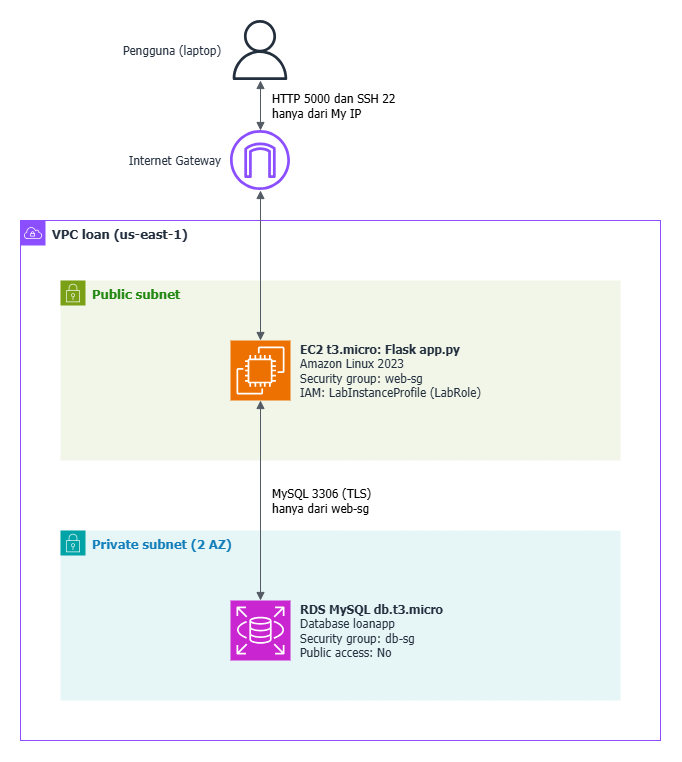 Pengguna (laptop)
HTTP 5000 dan SSH 22
hanya dari My IP
Internet Gateway
VPC loan (us-east-1)
Public subnet
EC2 t3.micro: Flask app.py
Amazon Linux 2023
Security group: web-sg
IAM: LabInstanceProfile (LabRole)
MySQL 3306 (TLS)
hanya dari web-sg
Private subnet (2 AZ)
RDS MySQL db.t3.micro
Database loanapp
Security group: db-sg
Public access: No